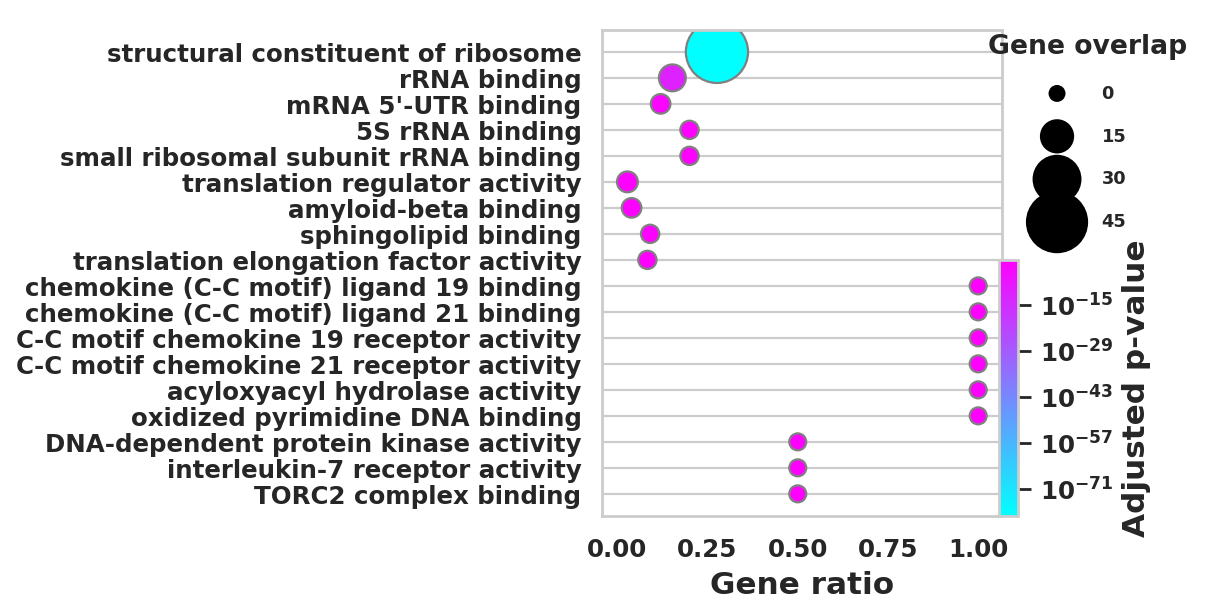 structural constituent of ribosome
rRNA binding
mRNA 5'-UTR binding
5S rRNA binding
small ribosomal subunit rRNA binding
translation regulator activity
amyloid-beta binding
sphingolipid binding
translation elongation factor activity
chemokine (C-C motif) ligand 19 binding
chemokine (C-C motif) ligand 21 binding
C-C motif chemokine 19 receptor activity
C-C motif chemokine 21 receptor activity
acyloxyacyl hydrolase activity
oxidized pyrimidine DNA binding
DNA-dependent protein kinase activity
interleukin-7 receptor activity
TORC2 complex binding
0.00 0.25 0.50 0.75 1.00
Gene ratio
Gene overlap
0
15
30
45
10⁻¹⁵
10⁻²⁹
10⁻⁴³
10⁻⁵⁷
10⁻⁷¹
Adjusted p-value